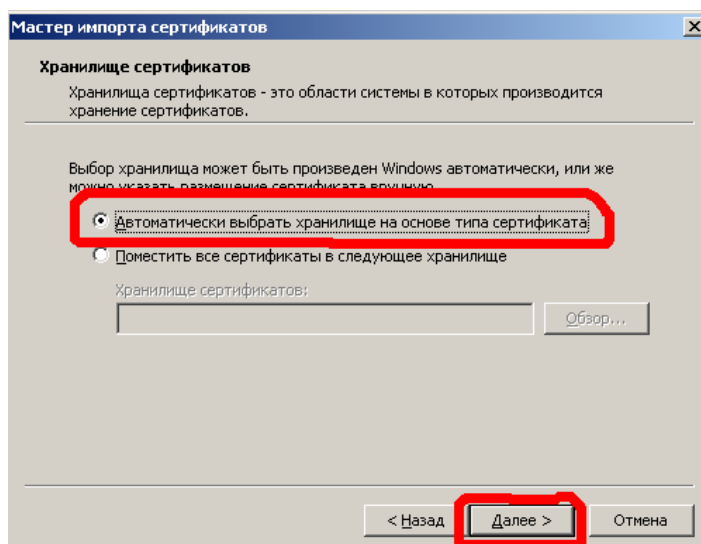 Мастер импорта сертификатов
Хранилище сертификатов
Хранилища сертификатов - это области системы в которых производится
хранение сертификатов.
Выбор хранилища может быть произведен Windows автоматически, или же
можно указать размещение сертификата вручную
Автоматически выбрать хранилище на основе типа сертификата
Поместить все сертификаты в следующее хранилище
Хранилище сертификатов:
Обзор...
< Назад
Далее >
Отмена